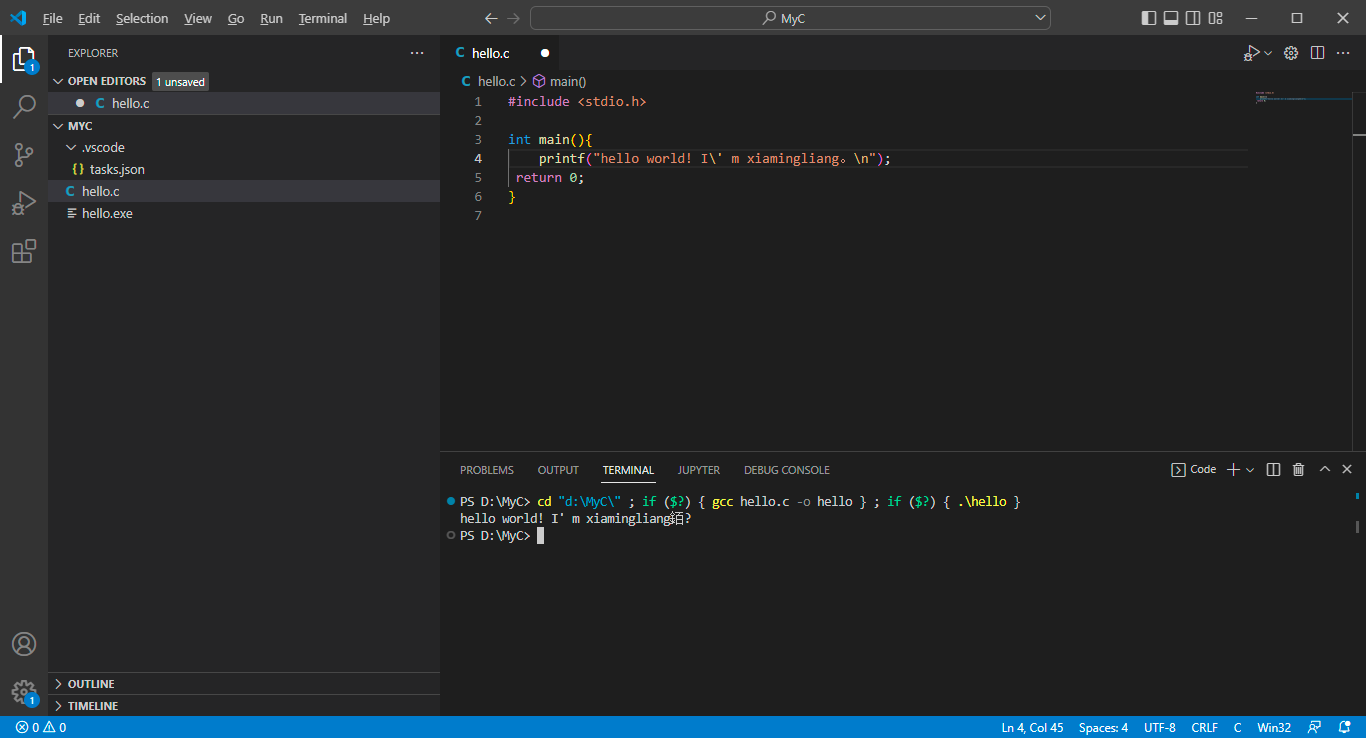 File Edit Selection View Go Run Terminal Help
MyC
EXPLORER
OPEN EDITORS 1 unsaved
hello.c
MYC
.vscode
tasks.json
hello.c
hello.exe
OUTLINE
TIMELINE
hello.c
hello.c > main()
1 #include <stdio.h>
2
3 int main(){
4 printf("hello world! I\' m xiamingliang。\n");
5 return 0;
6 }
7
PROBLEMS OUTPUT TERMINAL JUPYTER DEBUG CONSOLE
Code
PS D:\MyC> cd "d:\MyC\" ; if ($?) { gcc hello.c -o hello } ; if ($?) { .\hello }
hello world! I' m xiamingliang銆?
PS D:\MyC>
1
1
0 0
Ln 4, Col 45 Spaces: 4 UTF-8 CRLF C Win32